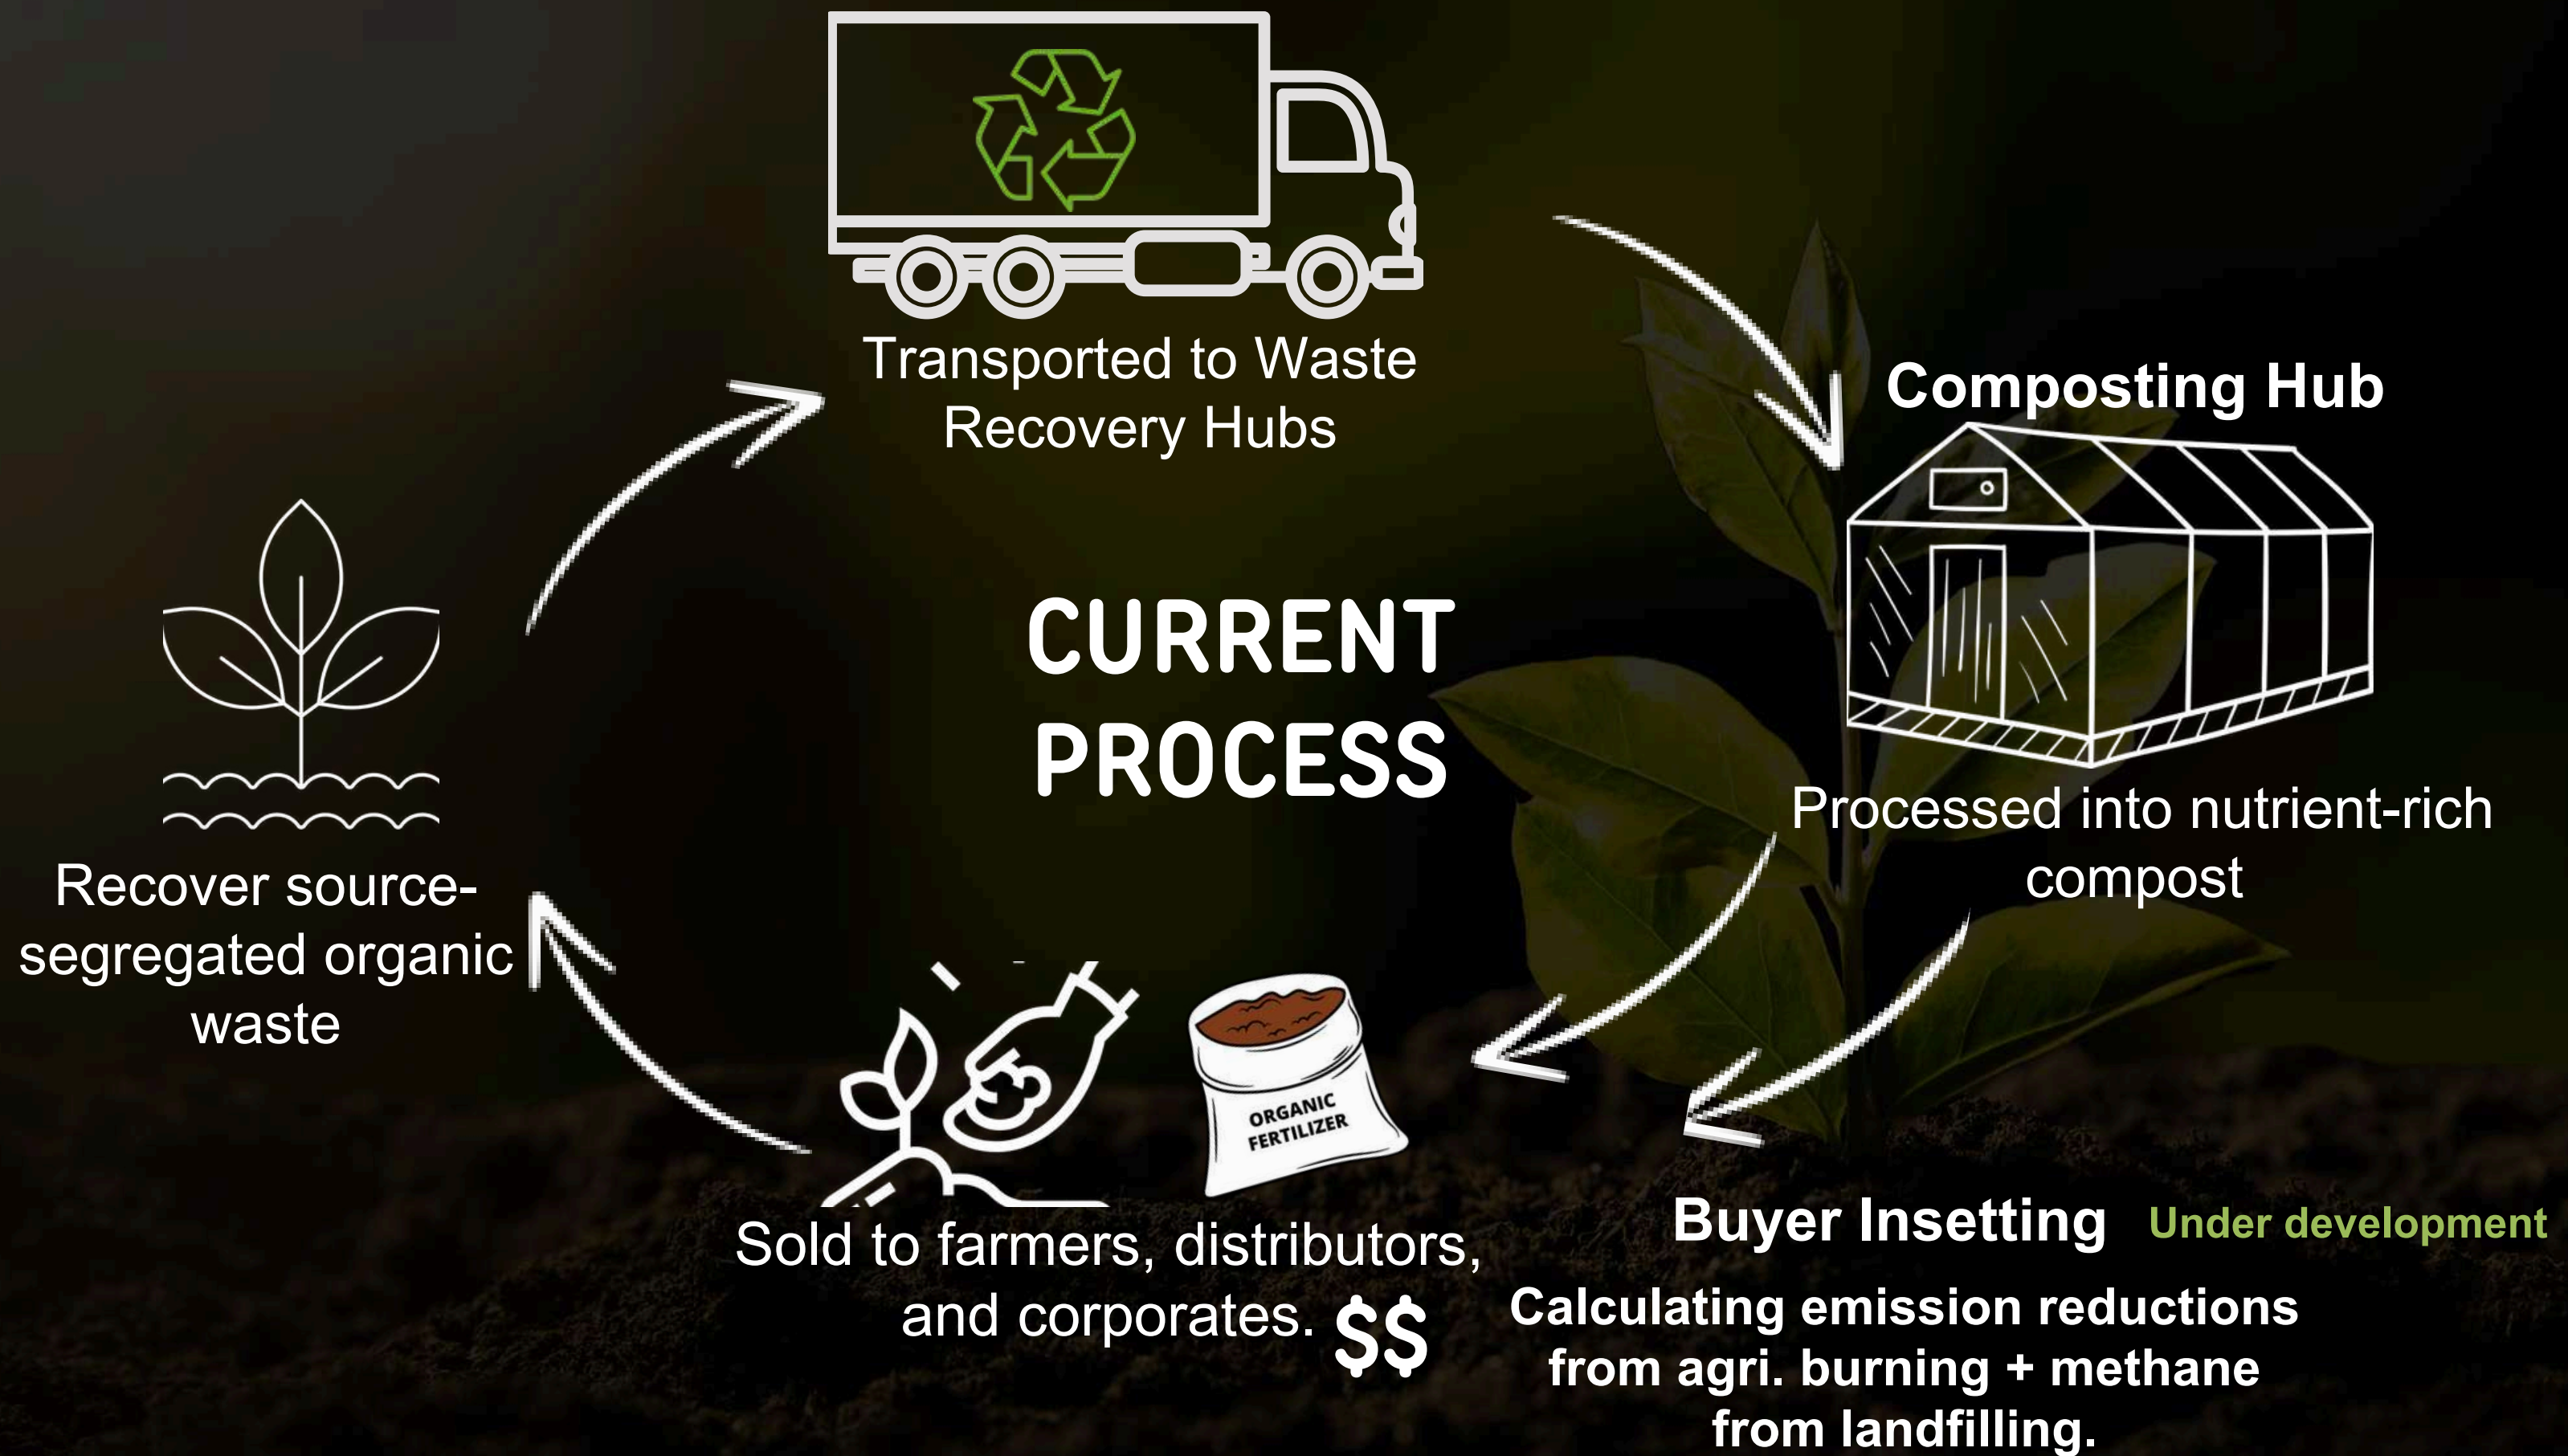 Transported to Waste
Recovery Hubs
Composting Hub
CURRENT
PROCESS
Processed into nutrient-rich
compost
Recover source-
segregated organic
waste
ORGANIC
FERTILIZER
Sold to farmers, distributors,
and corporates. $$
Buyer Insetting Under development
Calculating emission reductions
from agri. burning + methane
from landfilling.